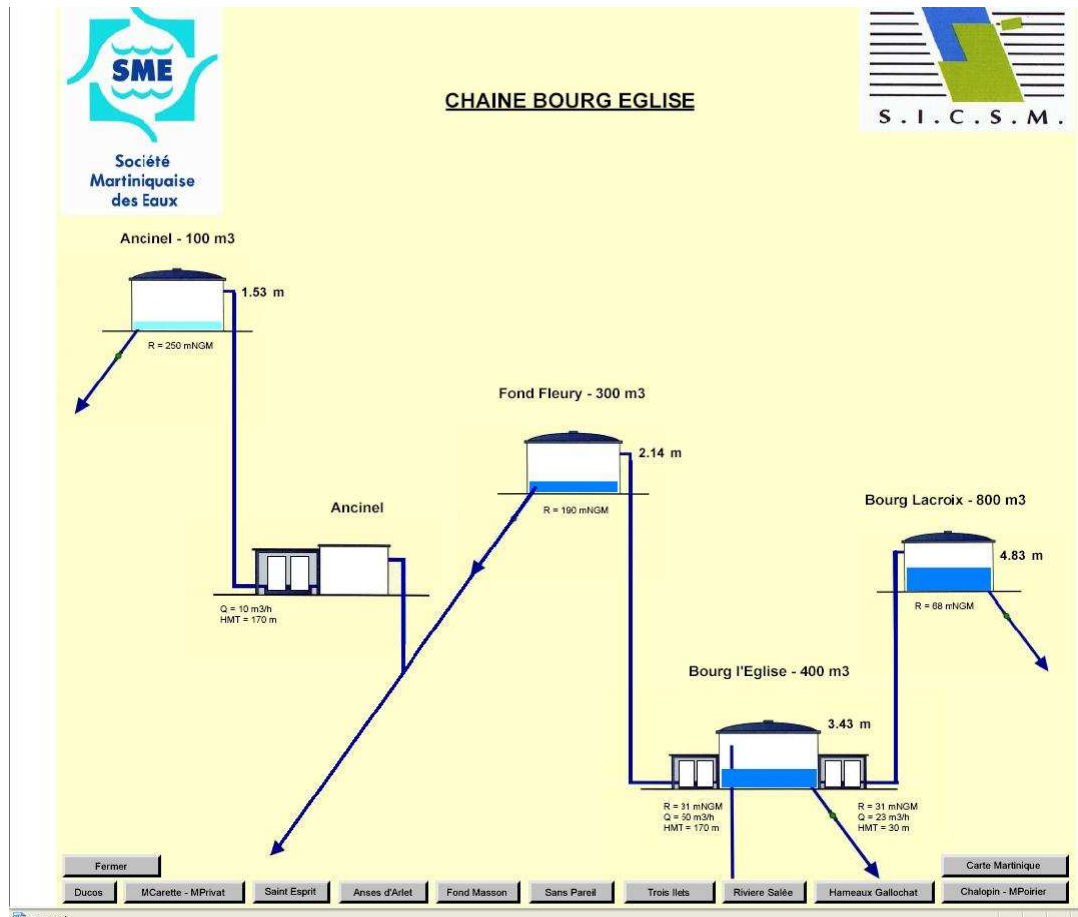 SME
Société
Martiniquaise
des Eaux
CHAINE BOURG EGLISE
S . I . C . S . M .
Ancinel - 100 m3
1.53 m
R = 250 mNGM
Fond Fleury - 300 m3
2.14 m
R = 190 mNGM
Ancinel
Q = 10 m3/h
HMT = 170 m
Bourg Lacroix - 800 m3
4.83 m
R = 68 mNGM
Bourg l'Eglise - 400 m3
3.43 m
R = 31 mNGM
Q = 50 m3/h
HMT = 170 m
R = 31 mNGM
Q = 23 m3/h
HMT = 30 m
Fermer
Carte Martinique
Ducos
MCarette - MPrivat
Saint Esprit
Anses d'Arlet
Fond Masson
Sans Pareil
Trois Ilets
Riviere Salée
Hameaux Gallochat
Chalopin - MPoirier